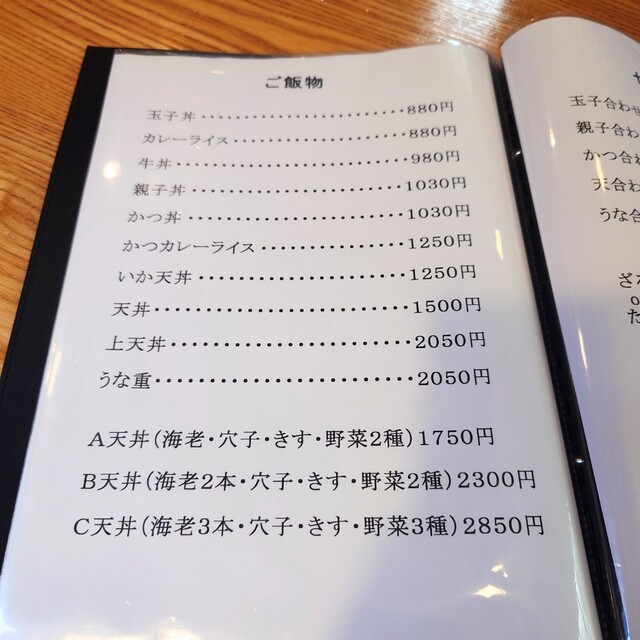 ご飯物
玉子丼・・・・・・・・・・・・・・・・・・・・・・・・880円
カレーライス・・・・・・・・・・・・・・・・・・・・880円
牛丼・・・・・・・・・・・・・・・・・・・・・・・・・・980円
親子丼・・・・・・・・・・・・・・・・・・・・・・・1030円
かつ丼・・・・・・・・・・・・・・・・・・・・・・・1030円
かつカレーライス・・・・・・・・・・・・・・・1250円
いか天丼・・・・・・・・・・・・・・・・・・・・・1250円
天丼・・・・・・・・・・・・・・・・・・・・・・・・・1500円
上天丼・・・・・・・・・・・・・・・・・・・・・・・2050円
うな重・・・・・・・・・・・・・・・・・・・・・・・・2050円
A天丼(海老・穴子・きす・野菜2種)1750円
B天丼(海老2本・穴子・きす・野菜2種)2300円
C天丼(海老3本・穴子・きす・野菜3種)2850円
玉子合わせ
親子合わ
かつ合わ
天合わ
うな合